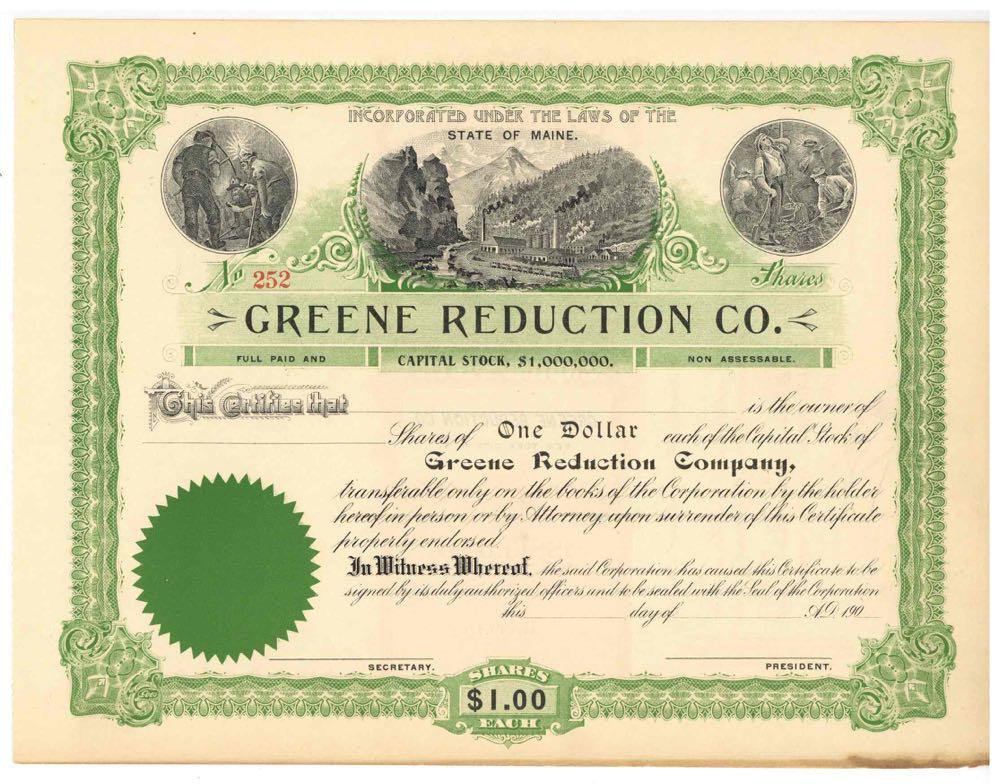 INCORPORATED UNDER THE LAWS OF THE
STATE OF MAINE.
No 252
Shares
GREENE REDUCTION CO.
FULL PAID AND
CAPITAL STOCK, $1,000,000.
NON ASSESSABLE.
This Certifies that is the owner of
Shares of One Dollar each of the Capital Stock of
Greene Reduction Company,
transferable only on the books of the Corporation by the holder
hereof in person or by Attorney upon surrender of this Certificate
properly endorsed.
In Witness Whereof, the said Corporation has caused this Certificate to be
signed by its duly authorized officers and to be sealed with the Seal of the Corporation
this day of A.D. 190
SECRETARY.
PRESIDENT.
SHARES
$1.00
EACH